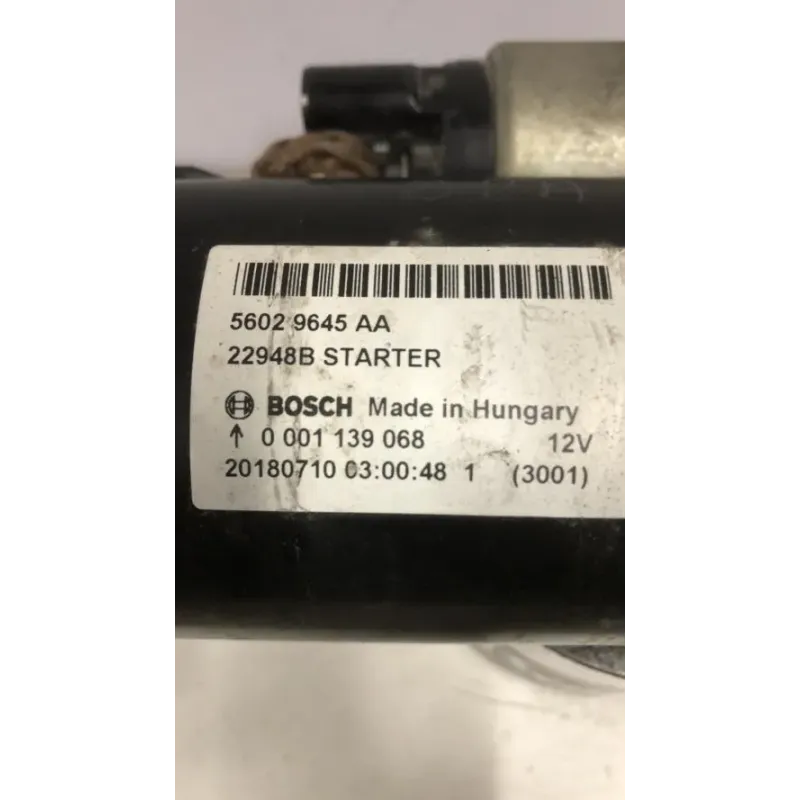 5602 9645 AA
22948B STARTER
BOSCH Made in Hungary
↑ 0 001 139 068 12V
20180710 03:00:48 1 (3001)